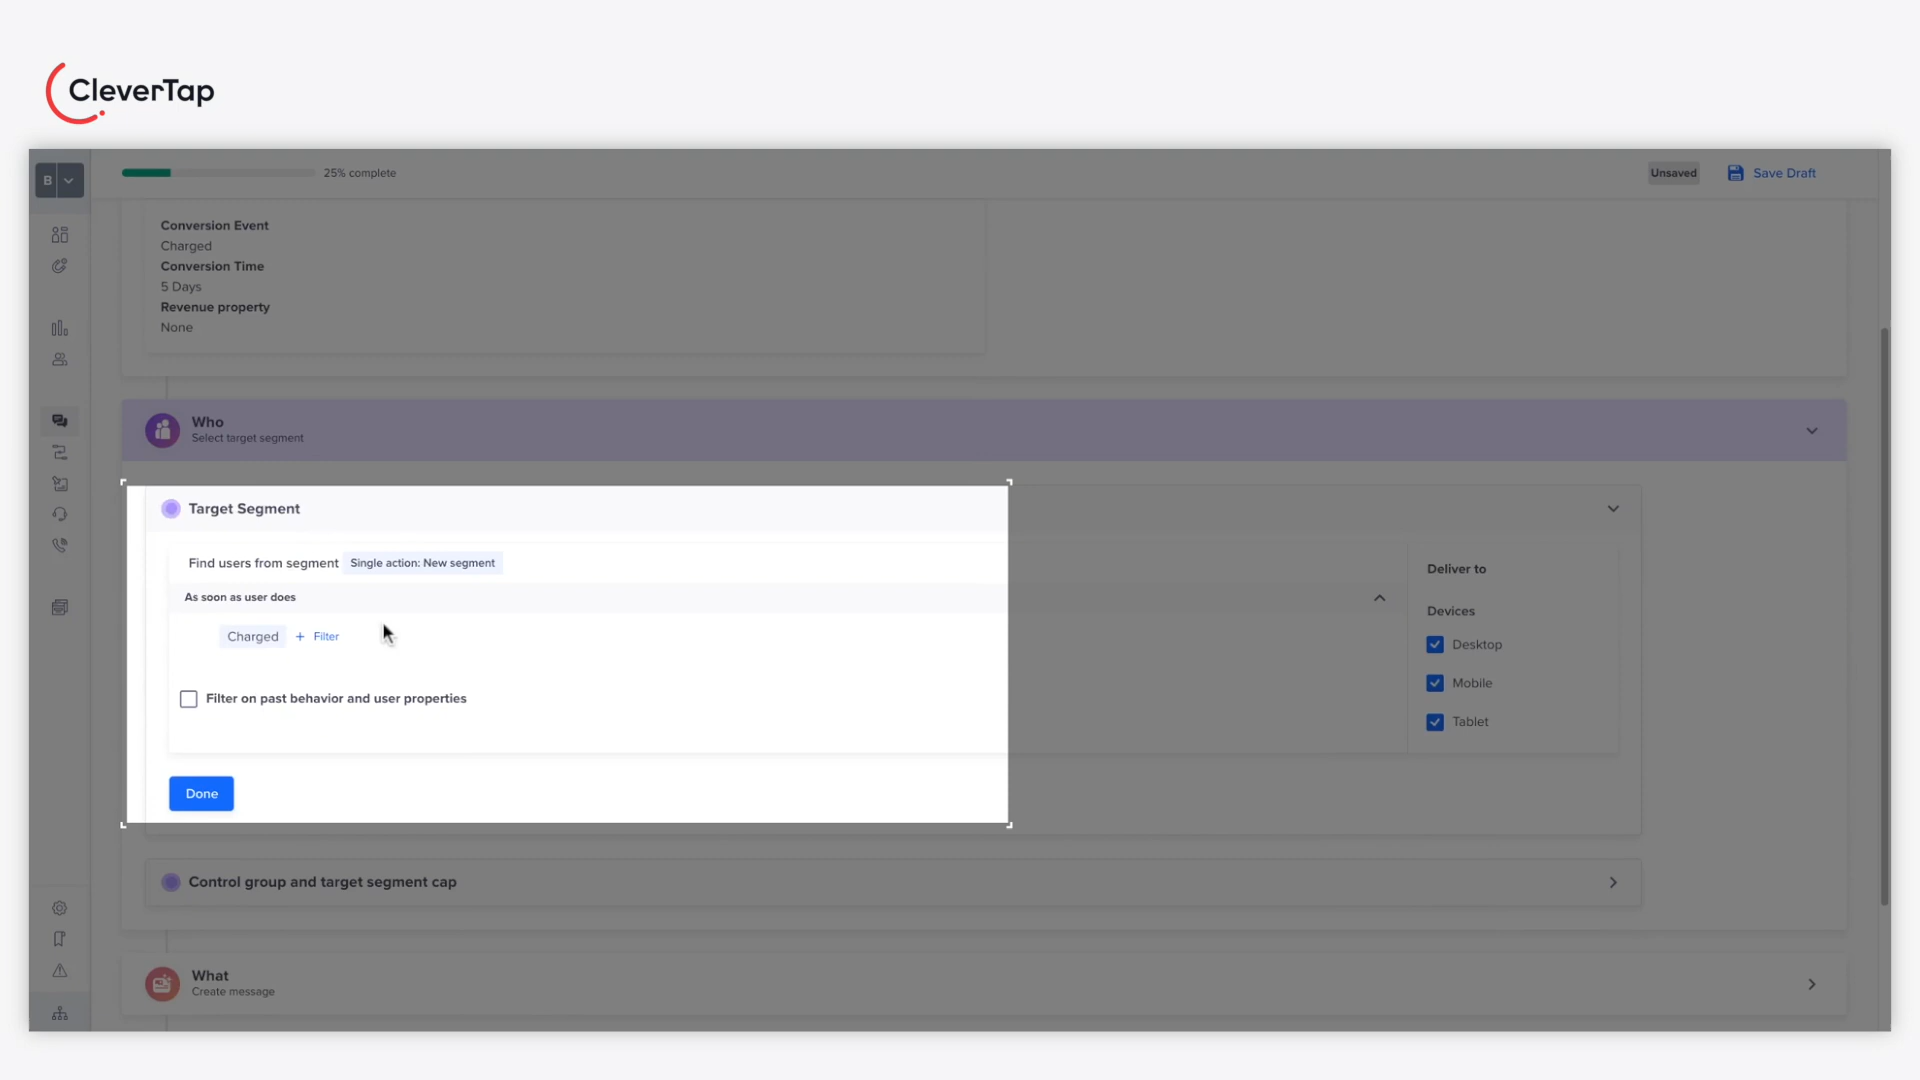 CleverTap
B
25% complete
Unsaved
Save Draft
Conversion Event
Charged
Conversion Time
5 Days
Revenue property
None
Who
Select target segment
Target Segment
Find users from segment Single action: New segment
As soon as user does
Charged + Filter
Filter on past behavior and user properties
Deliver to
Devices
Desktop
Mobile
Tablet
Done
Control group and target segment cap
What
Create message